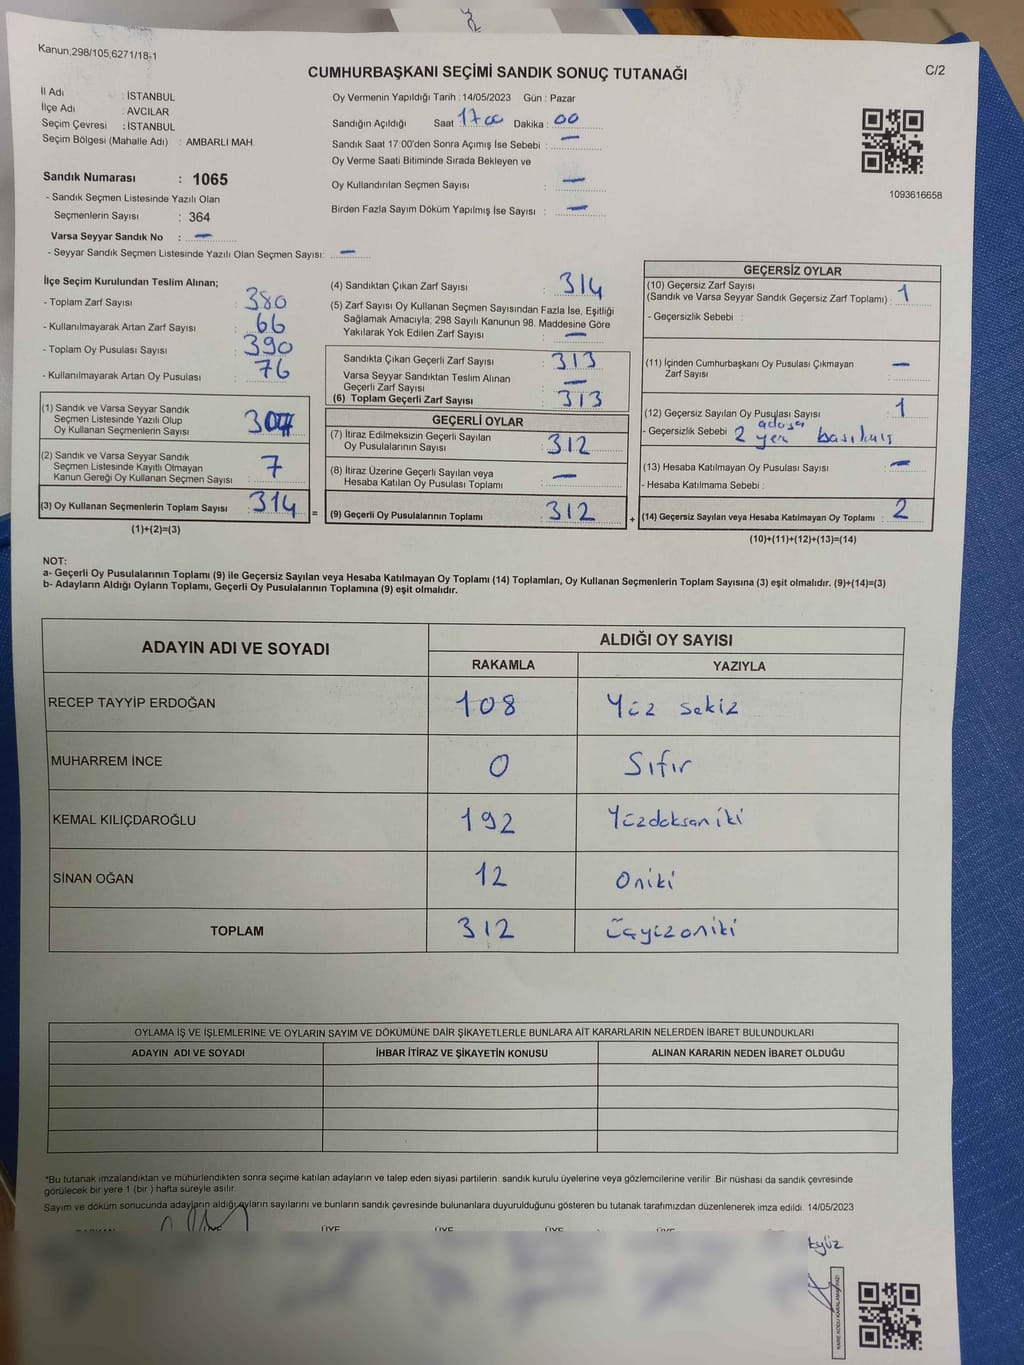 Kanun;298/105;6271/18-1
CUMHURBAŞKANI SEÇİMİ SANDIK SONUÇ TUTANAĞI
C/2
İl Adı : İSTANBUL
İlçe Adı : AVCILAR
Seçim Çevresi : İSTANBUL
Seçim Bölgesi (Mahalle Adı) : AMBARLI MAH.
Sandık Numarası : 1065
- Sandık Seçmen Listesinde Yazılı Olan
Seçmenlerin Sayısı : 364
Varsa Seyyar Sandık No : —
- Seyyar Sandık Seçmen Listesinde Yazılı Olan Seçmen Sayısı: —
Oy Vermenin Yapıldığı Tarih : 14/05/2023 Gün : Pazar
Sandığın Açıldığı Saat 17 00 Dakika : 00
Sandık Saat 17:00'den Sonra Açımış İse Sebebi : —
Oy Verme Saati Bitiminde Sırada Bekleyen ve
Oy Kullandırılan Seçmen Sayısı : —
Birden Fazla Sayım Döküm Yapılmış İse Sayısı : —
1093616658
İlçe Seçim Kurulundan Teslim Alınan;
- Toplam Zarf Sayısı : 380
- Kullanılmayarak Artan Zarf Sayısı : 66
- Toplam Oy Pusulası Sayısı : 390
- Kullanılmayarak Artan Oy Pusulası : 76
(1) Sandık ve Varsa Seyyar Sandık
Seçmen Listesinde Yazılı Olup
Oy Kullanan Seçmenlerin Sayısı : 307
(2) Sandık ve Varsa Seyyar Sandık
Seçmen Listesinde Kayıtlı Olmayan
Kanun Gereği Oy Kullanan Seçmen Sayısı : 7
(3) Oy Kullanan Seçmenlerin Toplam Sayısı : 314
(1)+(2)=(3)
(4) Sandıktan Çıkan Zarf Sayısı : 314
(5) Zarf Sayısı Oy Kullanan Seçmen Sayısından Fazla İse, Eşitliği
Sağlamak Amacıyla; 298 Sayılı Kanunun 98. Maddesine Göre
Yakılarak Yok Edilen Zarf Sayısı : —
Sandıkta Çıkan Geçerli Zarf Sayısı : 313
Varsa Seyyar Sandıktan Teslim Alınan
Geçerli Zarf Sayısı : —
(6) Toplam Geçerli Zarf Sayısı : 313
GEÇERLİ OYLAR
(7) İtiraz Edilmeksizin Geçerli Sayılan
Oy Pusulasının Sayısı : 312
(8) İtiraz Üzerine Geçerli Sayılan veya
Hesaba Katılan Oy Pusulası Toplamı : —
(9) Geçerli Oy Pusulalarının Toplamı : 312
GEÇERSİZ OYLAR
(10) Geçersiz Zarf Sayısı
(Sandık ve Varsa Seyyar Sandık Geçersiz Zarf Toplamı) : 1
- Geçersizlik Sebebi :
(11) İçinden Cumhurbaşkanı Oy Pusulası Çıkmayan
Zarf Sayısı : —
(12) Geçersiz Sayılan Oy Pusulası Sayısı : 1
- Geçersizlik Sebebi 2 yer basılmış
(13) Hesaba Katılmayan Oy Pusulası Sayısı : —
- Hesaba Katılmama Sebebi :
(14) Geçersiz Sayılan veya Hesaba Katılmayan Oy Toplamı : 2
(10)+(11)+(12)+(13)=(14)
NOT:
a- Geçerli Oy Pusulalarının Toplamı (9) ile Geçersiz Sayılan veya Hesaba Katılmayan Oy Toplamı (14) Toplamları, Oy Kullanan Seçmenlerin Toplam Sayısına (3) eşit olmalıdır. (9)+(14)=(3)
b- Adayların Aldığı Oyların Toplamı, Geçerli Oy Pusulalarının Toplamına (9) eşit olmalıdır.
ADAYIN ADI VE SOYADI
ALDIĞI OY SAYISI
RAKAMLA YAZIYLA
RECEP TAYYİP ERDOĞAN 108 Yüz sekiz
MUHARREM İNCE 0 Sıfır
KEMAL KILIÇDAROĞLU 192 Yüzdoksaniki
SİNAN OĞAN 12 Oniki
TOPLAM 312 Üçyüzoniki
OYLAMA İŞ VE İŞLEMLERİNE VE OYLARIN SAYIM VE DÖKÜMÜNE DAİR ŞİKAYETLERLE BUNLARA AİT KARARLARIN NELERDEN İBARET BULUNDUKLARI
ADAYIN ADI VE SOYADI İHBAR İTİRAZ VE ŞİKAYETİN KONUSU ALINAN KARARIN NEDEN İBARET OLDUĞU
*Bu tutanak imzalandıktan ve mühürlendikten sonra seçime katılan adayların ve talep eden siyasi partilerin sandık kurulu üyelerine veya gözlemcilerine verilir. Bir nüshası da sandık çevresinde
görülecek bir yere 1 (bir ) hafta süreyle asılır.
Sayım ve döküm sonucunda adayların aldığı oyların sayılarını ve bunların sandık çevresinde bulunanlara duyurulduğunu gösteren bu tutanak tarafımızdan düzenlenerek imza edildi. 14/05/2023
ÜYE ÜYE ÜYE ÜYE ÜYE